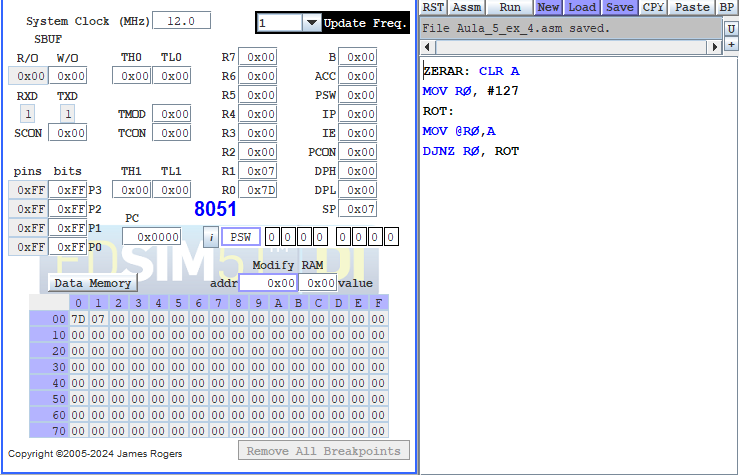 System Clock (MHz) 12.0 1 Update Freq.
SBUF
R/O W/O TH0 TL0 R7 0x00 B 0x00
0x00 0x00 0x00 0x00 R6 0x00 ACC 0x00
RXD TXD R5 0x00 PSW 0x00
1 1 TMOD 0x00 R4 0x00 IP 0x00
SCON 0x00 TCON 0x00 R3 0x00 IE 0x00
R2 0x00 PCON 0x00
pins bits TH1 TL1 R1 0x07 DPH 0x00
0xFF 0xFF P3 0x00 0x00 R0 0x7D DPL 0x00
0xFF 0xFF P2 8051 SP 0x07
PC
0xFF 0xFF P1 0x0000 i PSW 0 0 0 0 0 0 0 0
0xFF 0xFF P0
EDSIM51 DI
Modify RAM
Data Memory addr 0x00 0x00 value
0 1 2 3 4 5 6 7 8 9 A B C D E F
00 7D 07 00 00 00 00 00 00 00 00 00 00 00 00 00 00
10 00 00 00 00 00 00 00 00 00 00 00 00 00 00 00 00
20 00 00 00 00 00 00 00 00 00 00 00 00 00 00 00 00
30 00 00 00 00 00 00 00 00 00 00 00 00 00 00 00 00
40 00 00 00 00 00 00 00 00 00 00 00 00 00 00 00 00
50 00 00 00 00 00 00 00 00 00 00 00 00 00 00 00 00
60 00 00 00 00 00 00 00 00 00 00 00 00 00 00 00 00
70 00 00 00 00 00 00 00 00 00 00 00 00 00 00 00 00
Copyright ©2005-2024 James Rogers Remove All Breakpoints
RST Assm Run New Load Save CPY Paste BP
File Aula_5_ex_4.asm saved. U
+
ZERAR: CLR A
MOV RØ, #127
ROT:
MOV @RØ,A
DJNZ RØ, ROT